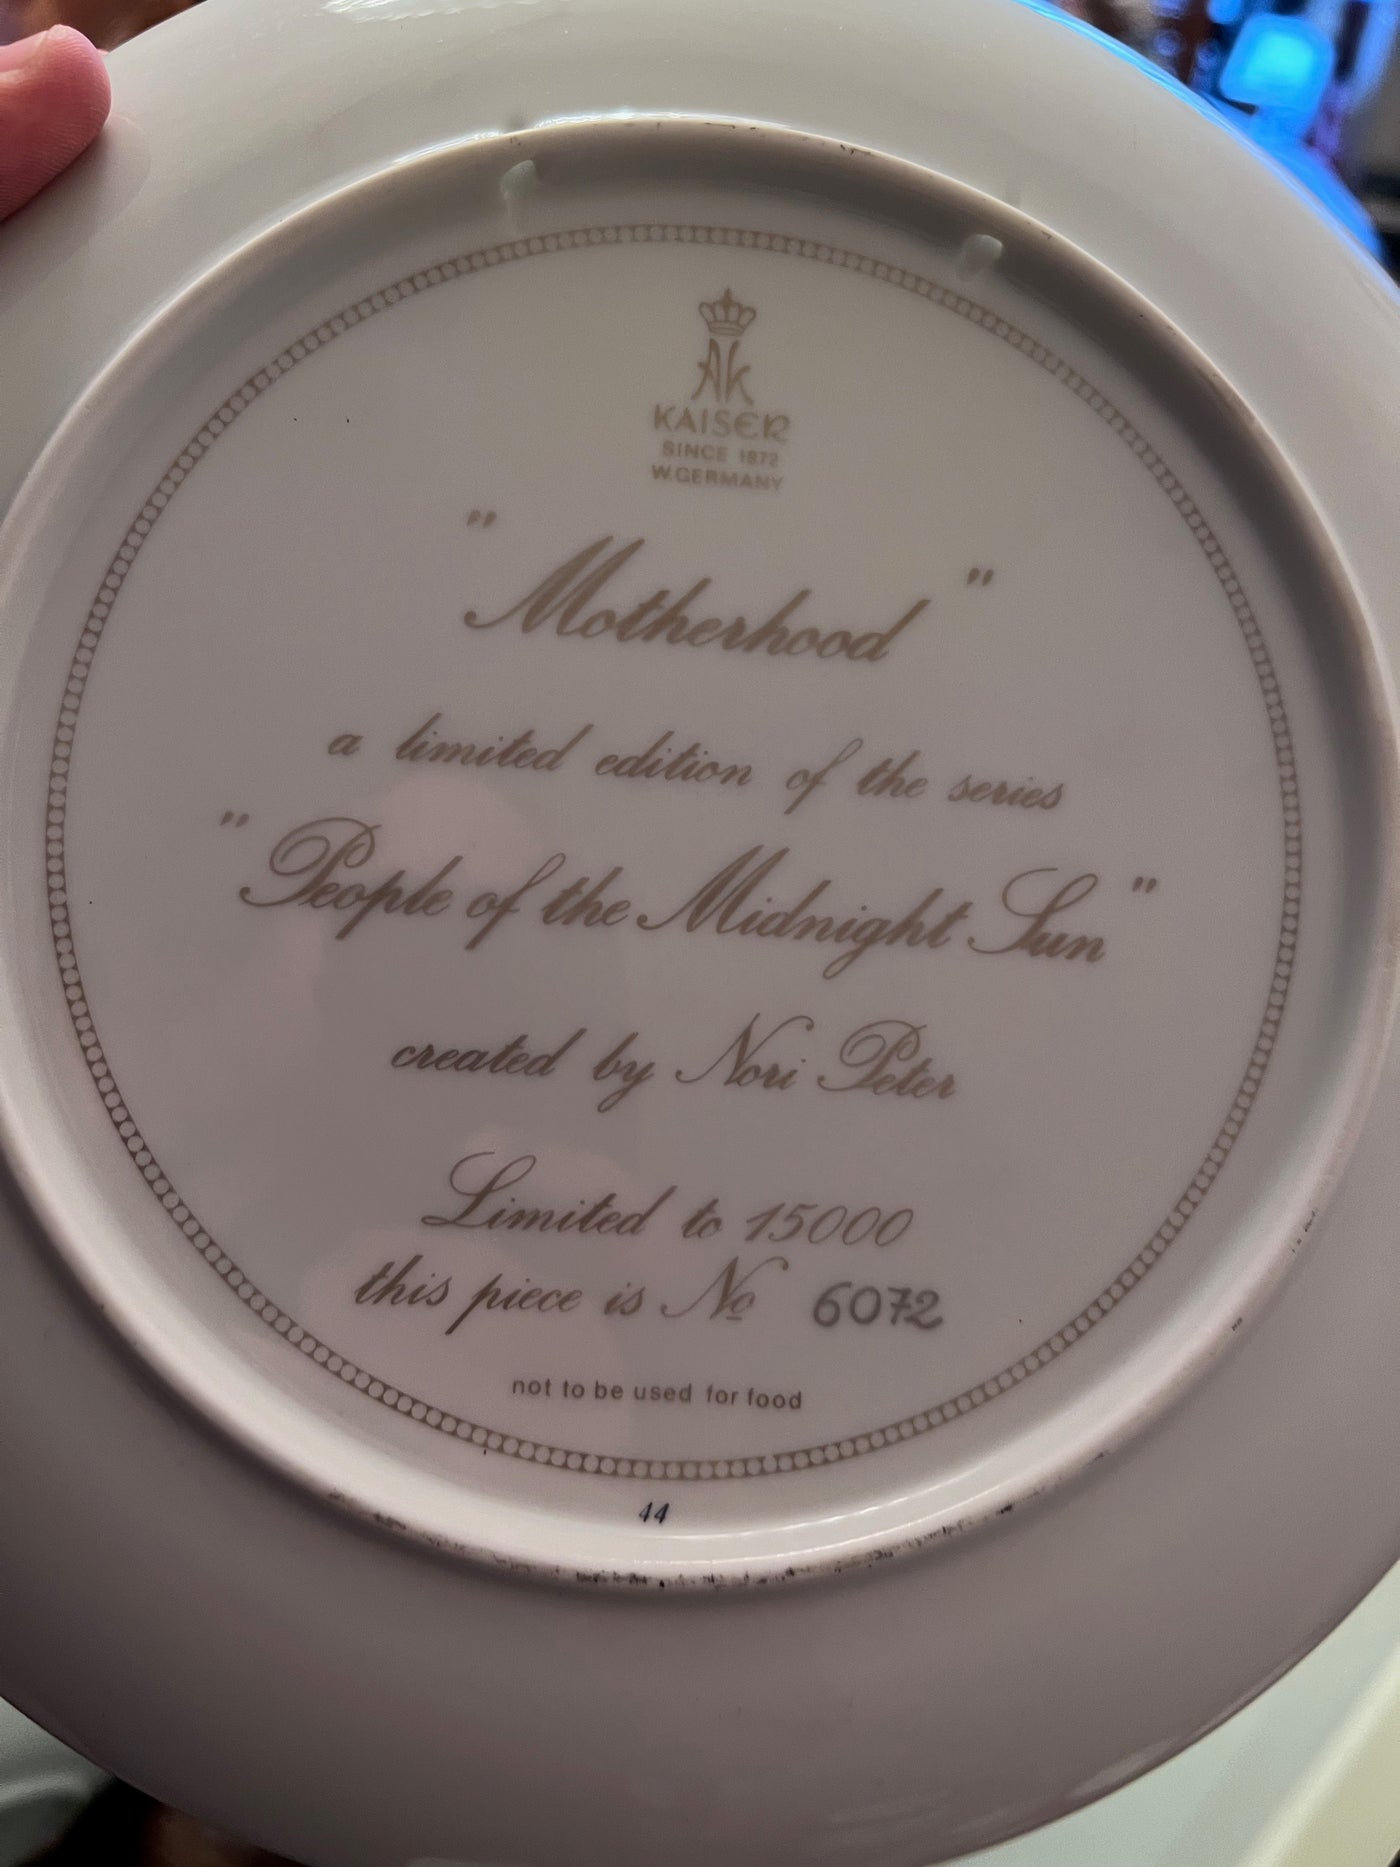 AK
KAISER
SINCE 1872
W.GERMANY
"Motherhood"
a limited edition of the series
"People of the Midnight Sun"
created by Nori Peter
Limited to 15000
this piece is No 6072
not to be used for food
44